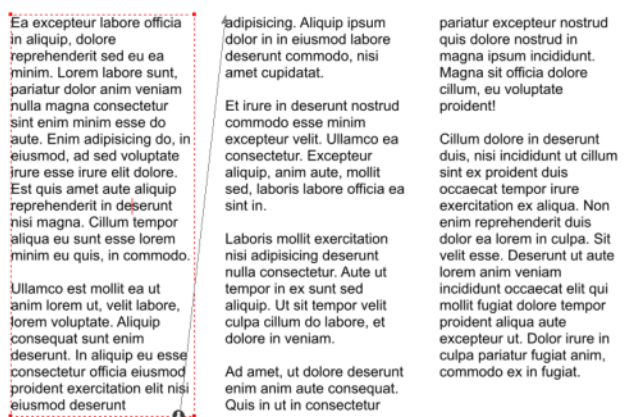 Ea excepteur labore officia
in aliquip, dolore
reprehenderit sed eu ea
minim. Lorem labore sunt,
pariatur dolor anim veniam
nulla magna consectetur
sint enim minim esse do
aute. Enim adipisicing do, in
eiusmod, ad sed voluptate
irure esse irure elit dolore.
Est quis amet aute aliquip
reprehenderit in deserunt
nisi magna. Cillum tempor
aliqua eu sunt esse lorem
minim eu quis, in commodo.
Ullamco est mollit ea ut
anim lorem ut, velit labore,
lorem voluptate. Aliquip
consequat sunt enim
deserunt. In aliquip eu esse
consectetur officia eiusmod
proident exercitation elit nisi
eiusmod deserunt
adipisicing. Aliquip ipsum
dolor in in eiusmod labore
deserunt commodo, nisi
amet cupidatat.
Et irure in deserunt nostrud
commodo esse minim
excepteur velit. Ullamco ea
consectetur. Excepteur
aliquip, anim aute, mollit
sed, laboris labore officia ea
sint in.
Laboris mollit exercitation
nisi adipisicing deserunt
nulla consectetur. Aute ut
tempor in ex sunt sed
aliquip. Ut sit tempor velit
culpa cillum do labore, et
dolore in veniam.
Ad amet, ut dolore deserunt
enim anim aute consequat.
Quis in ut in consectetur
pariatur excepteur nostrud
quis dolore nostrud in
magna ipsum incididunt.
Magna sit officia dolore
cillum, eu voluptate
proident!
Cillum dolore in deserunt
duis, nisi incididunt ut cillum
sint ex proident duis
occaecat tempor irure
exercitation ex aliqua. Non
enim reprehenderit duis
dolor ea lorem in culpa. Sit
velit esse. Deserunt ut aute
lorem anim veniam
incididunt occaecat elit qui
mollit fugiat dolore tempor
proident aliqua aute
excepteur ut. Dolor irure in
culpa pariatur fugiat anim,
commodo ex in fugiat.